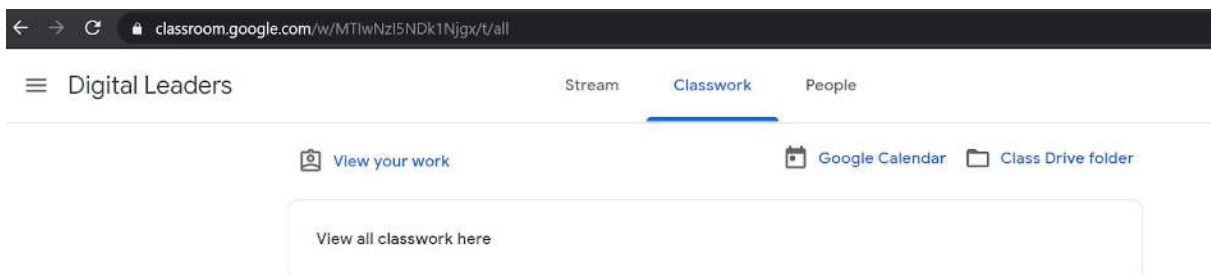 classroom.google.com/w/MTIwNzI5NDk1Njgx/t/all
Digital Leaders Stream Classwork People
View your work Google Calendar Class Drive folder
View all classwork here